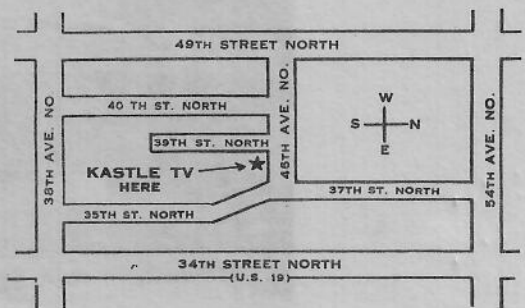 49TH STREET NORTH
40 TH ST. NORTH
39TH ST. NORTH
38TH AVE. NO.
46TH AVE. NO.
54TH AVE. NO.
W
S N
E
KASTLE TV
HERE
37TH ST. NORTH
35TH ST. NORTH
34TH STREET NORTH
(U.S. 19)